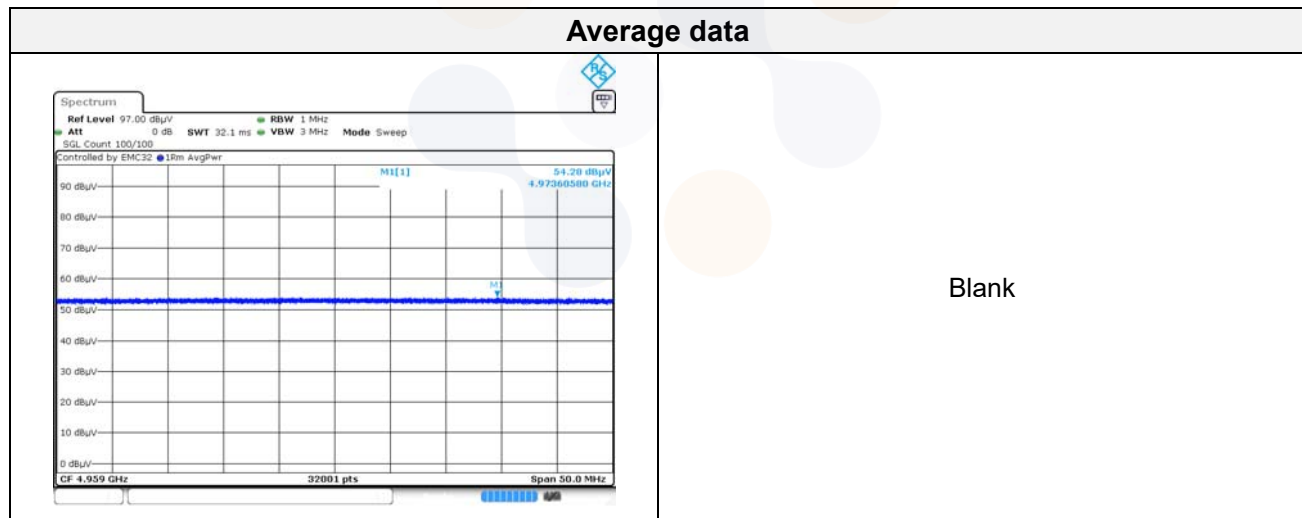 Average data
R&S
Spectrum
Ref Level 97.00 dBµV RBW 1 MHz
Att 0 dB SWT 32.1 ms VBW 3 MHz Mode Sweep
SGL Count 100/100
Controlled by EMC32 1Rm AvgPwr
M1[1] 54.28 dBµV
4.97360580 GHz
90 dBµV
80 dBµV
70 dBµV
60 dBµV
M1
50 dBµV
40 dBµV
30 dBµV
20 dBµV
10 dBµV
0 dBµV
CF 4.959 GHz 32001 pts Span 50.0 MHz
Blank